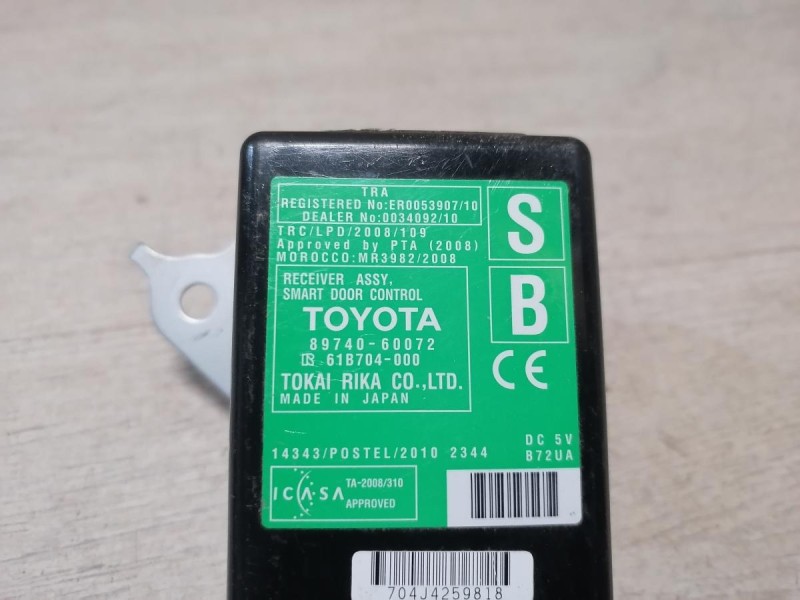 TRA
REGISTERED No:ER0053907/10
DEALER No:0034092/10
TRC/LPD/2008/109
Approved by PTA (2008)
MOROCCO:MR3982/2008
S
B
RECEIVER ASSY,
SMART DOOR CONTROL
TOYOTA
89740-60072
61B704-000
TOKAI RIKA CO.,LTD.
MADE IN JAPAN
CE
14343/POSTEL/2010 2344
DC 5V
B72UA
ICASA
TA-2008/310
APPROVED
704J4259818